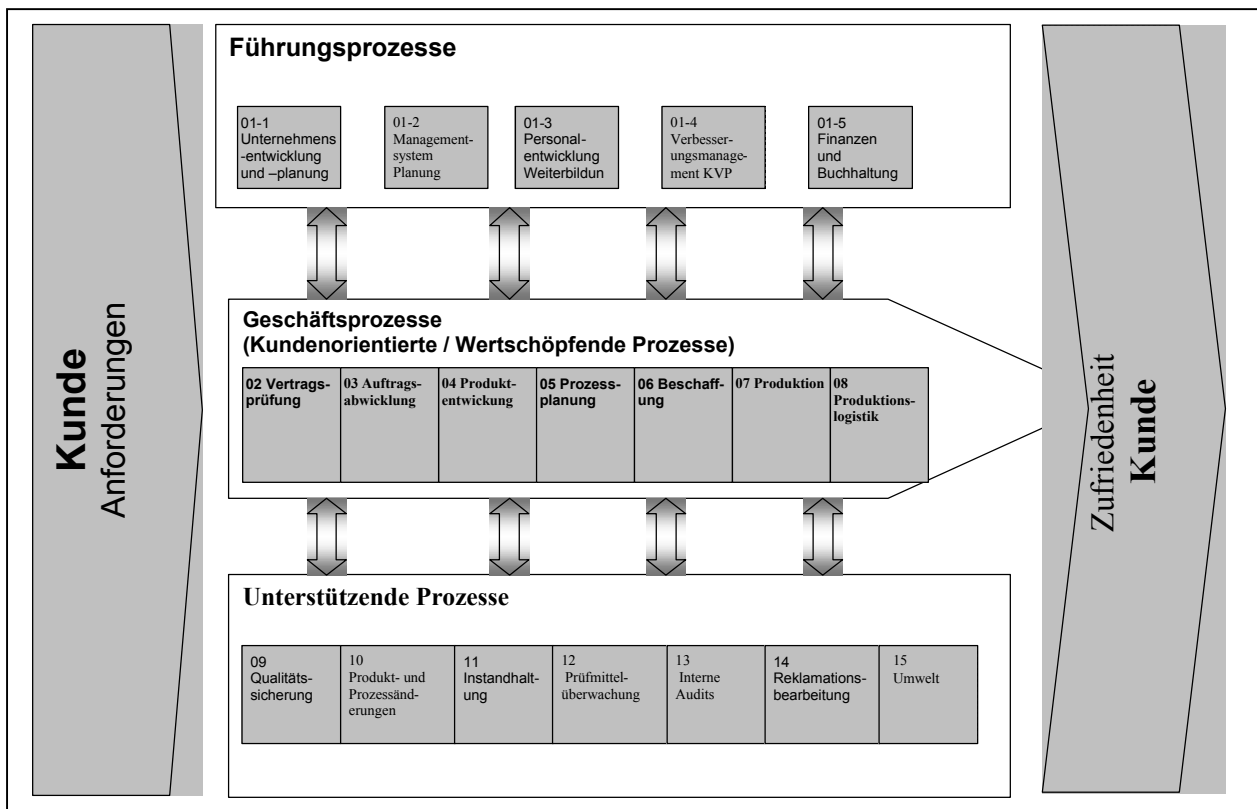 Führungsprozesse
01-1
Unternehmens
-entwicklung
und –planung
01-2
Management-
system
Planung
01-3
Personal-
entwicklung
Weiterbildun
01-4
Verbesser-
ungsmanage-
ment KVP
01-5
Finanzen
und
Buchhaltung
Kunde
Anforderungen
Geschäftsprozesse
(Kundenorientierte / Wertschöpfende Prozesse)
02 Vertrags-
prüfung
03 Auftrags-
abwicklung
04 Produkt-
entwickung
05 Prozess-
planung
06 Beschaff-
ung
07 Produktion
08
Produktions-
logistik
Zufriedenheit
Kunde
Unterstützende Prozesse
09
Qualitäts-
sicherung
10
Produkt- und
Prozessänd-
erungen
11
Instandhalt-
ung
12
Prüfmittel-
überwachung
13
Interne
Audits
14
Reklamations-
bearbeitung
15
Umwelt